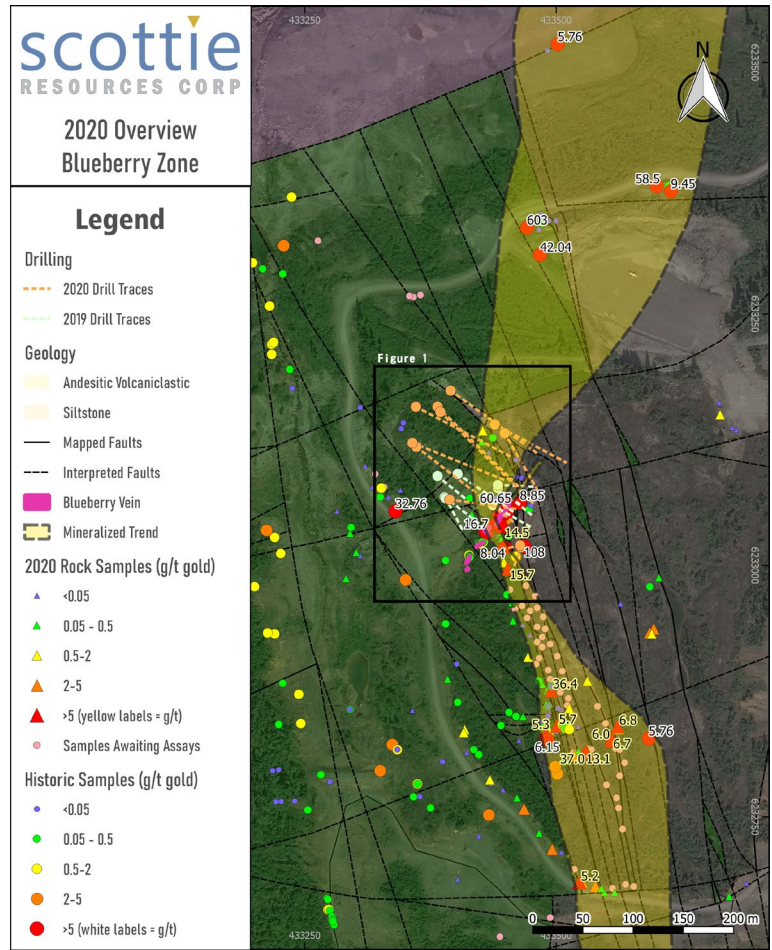 scottie
RESOURCES CORP
2020 Overview
Blueberry Zone
Legend
Drilling
2020 Drill Traces
2019 Drill Traces
Geology
Andesitic Volcaniclastic
Siltstone
Mapped Faults
Interpreted Faults
Blueberry Vein
Mineralized Trend
2020 Rock Samples (g/t gold)
<0.05
0.05 - 0.5
0.5-2
2-5
>5 (yellow labels = g/t)
Samples Awaiting Assays
Historic Samples (g/t gold)
<0.05
0.05 - 0.5
0.5-2
2-5
>5 (white labels = g/t)
433250
433500
5.76
N
6233500
58.5
9.45
603
42.04
6233250
Figure 1
32.76
60.65
8.85
16.7
14.5
8.04
108
15.7
6233000
36.4
5.3
5.7
6.8
6.0
5.76
6.15
6.7
37.0
13.1
6232750
5.2
0 50 100 150 200 m
433250
433500